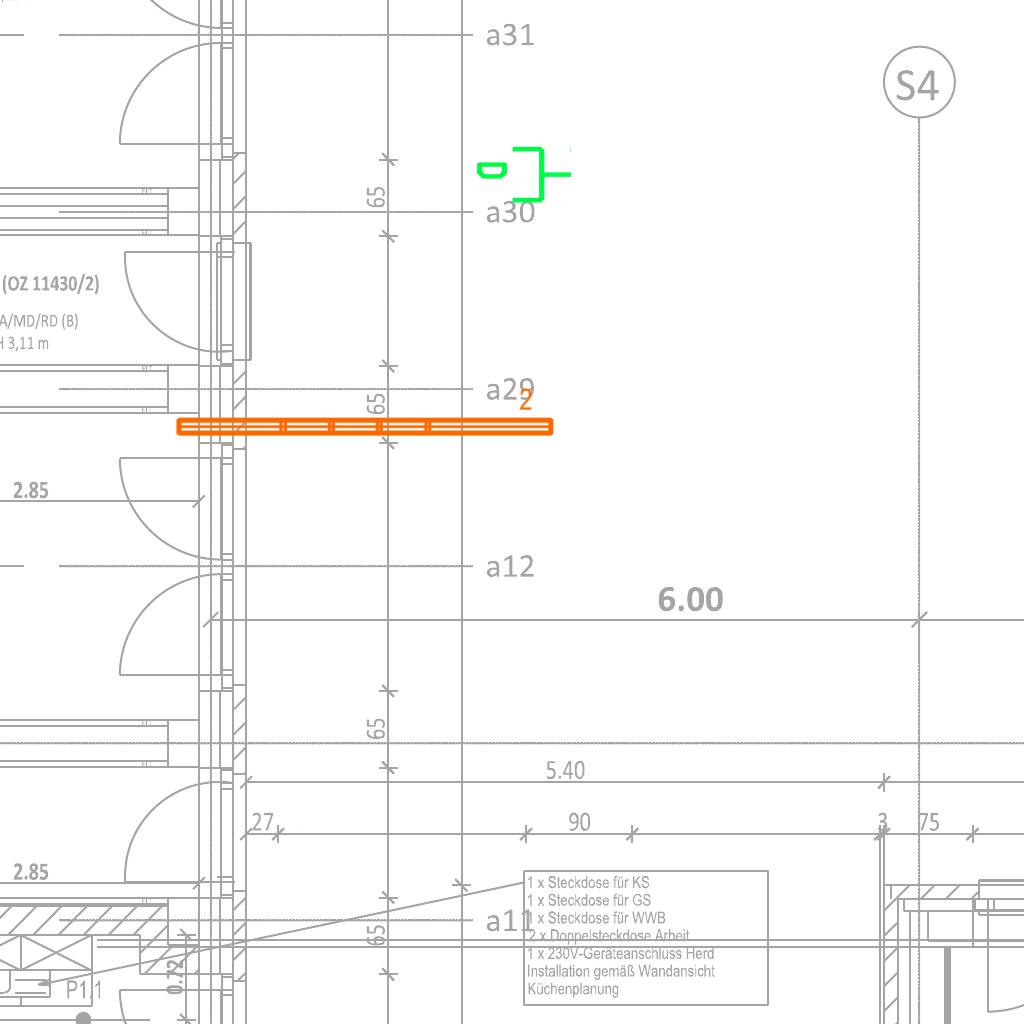 a31
S4
65
a30
(OZ 11430/2)
A/MD/RD (B)
H 3,11 m
a29
2
65
2.85
a12
6.00
65
5.40
27
90
3
75
2.85
1 x Steckdose für KS
1 x Steckdose für GS
1 x Steckdose für WWB
2 x Doppelsteckdose Arbeit
1 x 230V-Geräteanschluss Herd
Installation gemäß Wandansicht
Küchenplanung
a11
65
0.72
P1.1